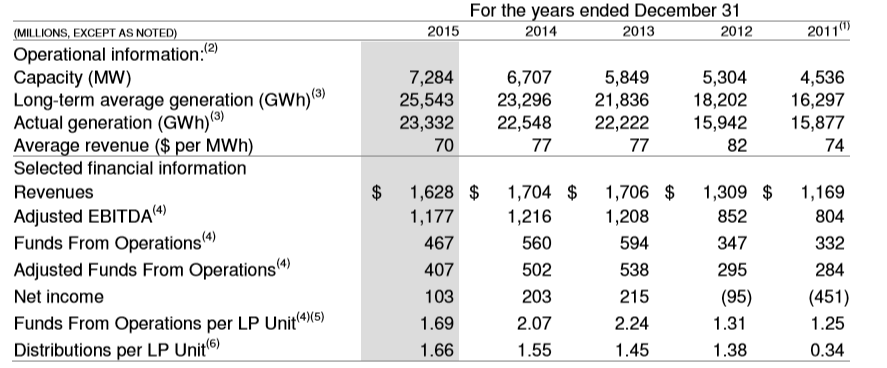 For the years ended December 31
(MILLIONS, EXCEPT AS NOTED) 2015 2014 2013 2012 2011(1)
Operational information:(2)
Capacity (MW) 7,284 6,707 5,849 5,304 4,536
Long-term average generation (GWh)(3) 25,543 23,296 21,836 18,202 16,297
Actual generation (GWh)(3) 23,332 22,548 22,222 15,942 15,877
Average revenue ($ per MWh) 70 77 77 82 74
Selected financial information
Revenues $ 1,628 $ 1,704 $ 1,706 $ 1,309 $ 1,169
Adjusted EBITDA(4) 1,177 1,216 1,208 852 804
Funds From Operations(4) 467 560 594 347 332
Adjusted Funds From Operations(4) 407 502 538 295 284
Net income 103 203 215 (95) (451)
Funds From Operations per LP Unit(4)(5) 1.69 2.07 2.24 1.31 1.25
Distributions per LP Unit(6) 1.66 1.55 1.45 1.38 0.34